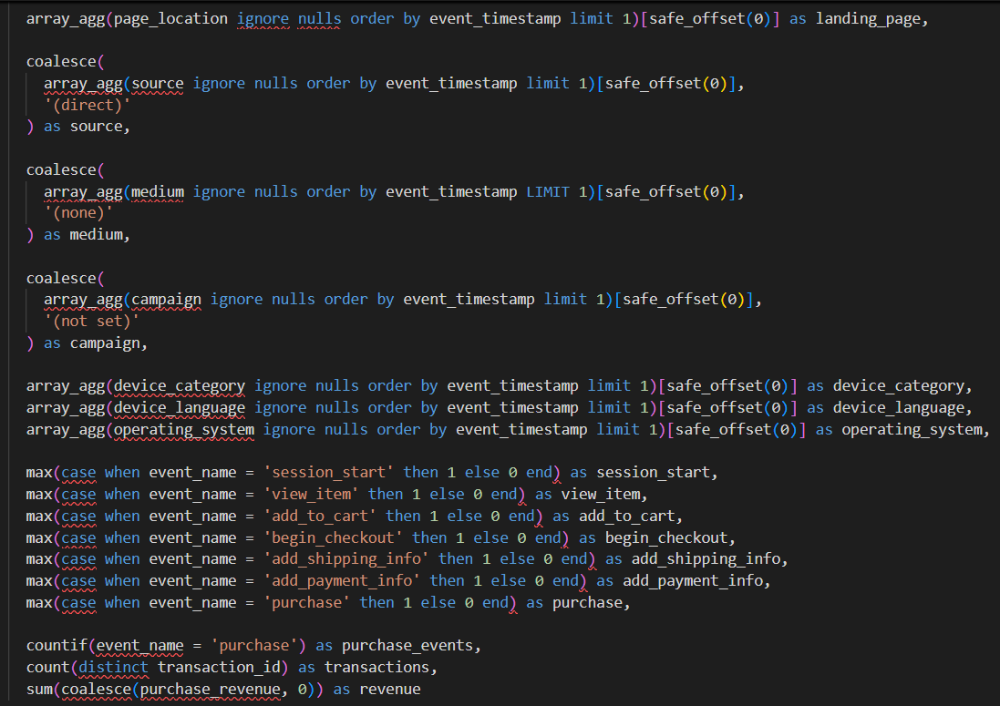 array_agg(page_location ignore nulls order by event_timestamp limit 1)[safe_offset(0)] as landing_page,
coalesce(
array_agg(source ignore nulls order by event_timestamp limit 1)[safe_offset(0)],
'(direct)'
) as source,
coalesce(
array_agg(medium ignore nulls order by event_timestamp LIMIT 1)[safe_offset(0)],
'(none)'
) as medium,
coalesce(
array_agg(campaign ignore nulls order by event_timestamp limit 1)[safe_offset(0)],
'(not set)'
) as campaign,
array_agg(device_category ignore nulls order by event_timestamp limit 1)[safe_offset(0)] as device_category,
array_agg(device_language ignore nulls order by event_timestamp limit 1)[safe_offset(0)] as device_language,
array_agg(operating_system ignore nulls order by event_timestamp limit 1)[safe_offset(0)] as operating_system,
max(case when event_name = 'session_start' then 1 else 0 end) as session_start,
max(case when event_name = 'view_item' then 1 else 0 end) as view_item,
max(case when event_name = 'add_to_cart' then 1 else 0 end) as add_to_cart,
max(case when event_name = 'begin_checkout' then 1 else 0 end) as begin_checkout,
max(case when event_name = 'add_shipping_info' then 1 else 0 end) as add_shipping_info,
max(case when event_name = 'add_payment_info' then 1 else 0 end) as add_payment_info,
max(case when event_name = 'purchase' then 1 else 0 end) as purchase,
countif(event_name = 'purchase') as purchase_events,
count(distinct transaction_id) as transactions,
sum(coalesce(purchase_revenue, 0)) as revenue